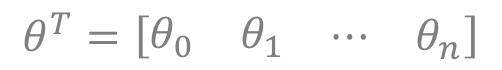 θ^T = [θ_0 θ_1 ⋯ θ_n]